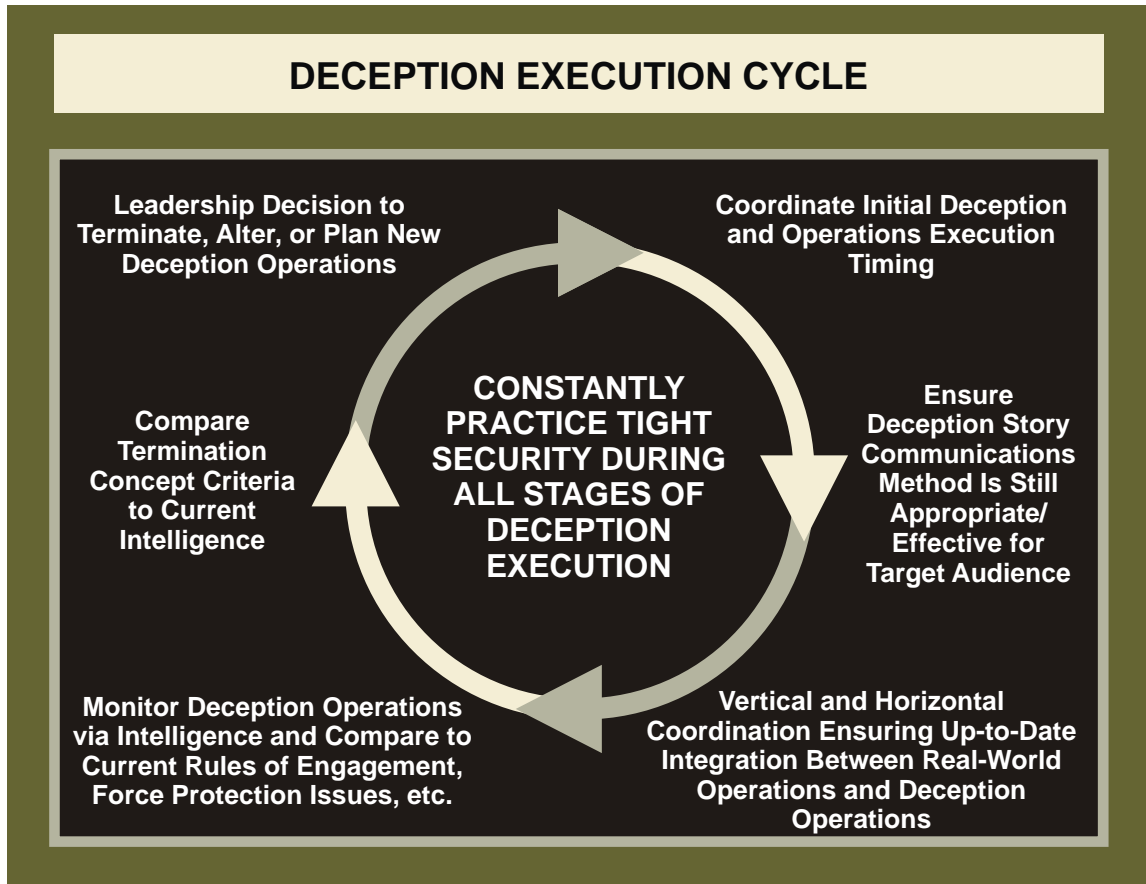 DECEPTION EXECUTION CYCLE
Leadership Decision to
Terminate, Alter, or Plan New
Deception Operations
Coordinate Initial Deception
and Operations Execution
Timing
CONSTANTLY
PRACTICE TIGHT
SECURITY DURING
ALL STAGES OF
DECEPTION
EXECUTION
Compare
Termination
Concept Criteria
to Current
Intelligence
Ensure
Deception Story
Communications
Method Is Still
Appropriate/
Effective for
Target Audience
Monitor Deception Operations
via Intelligence and Compare to
Current Rules of Engagement,
Force Protection Issues, etc.
Vertical and Horizontal
Coordination Ensuring Up-to-Date
Integration Between Real-World
Operations and Deception
Operations